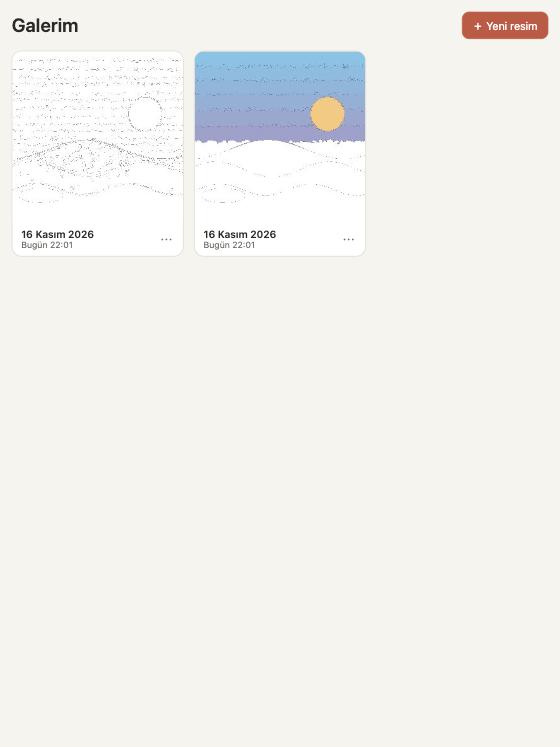 Galerim
+ Yeni resim
16 Kasım 2026
Bugün 22:01
...
16 Kasım 2026
Bugün 22:01
...